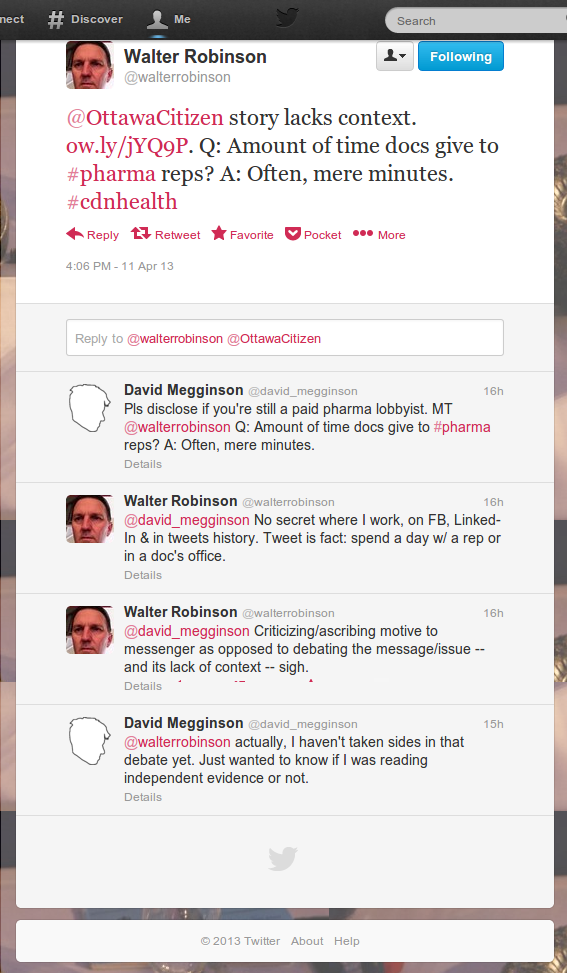 nect # Discover Me Search
Walter Robinson
@walterrobinson
Following
@OttawaCitizen story lacks context.
ow.ly/jYQ9P. Q: Amount of time docs give to
#pharma reps? A: Often, mere minutes.
#cdnhealth
Reply Retweet Favorite Pocket More
4:06 PM - 11 Apr 13
Reply to @walterrobinson @OttawaCitizen
David Megginson @david_megginson 16h
Pls disclose if you're still a paid pharma lobbyist. MT
@walterrobinson Q: Amount of time docs give to #pharma
reps? A: Often, mere minutes.
Details
Walter Robinson @walterrobinson 16h
@david_megginson No secret where I work, on FB, Linked-
In & in tweets history. Tweet is fact: spend a day w/ a rep or
in a doc's office.
Details
Walter Robinson @walterrobinson 16h
@david_megginson Criticizing/ascribing motive to
messenger as opposed to debating the message/issue --
and its lack of context -- sigh.
Details
David Megginson @david_megginson 15h
@walterrobinson actually, I haven't taken sides in that
debate yet. Just wanted to know if I was reading
independent evidence or not.
Details
© 2013 Twitter About Help